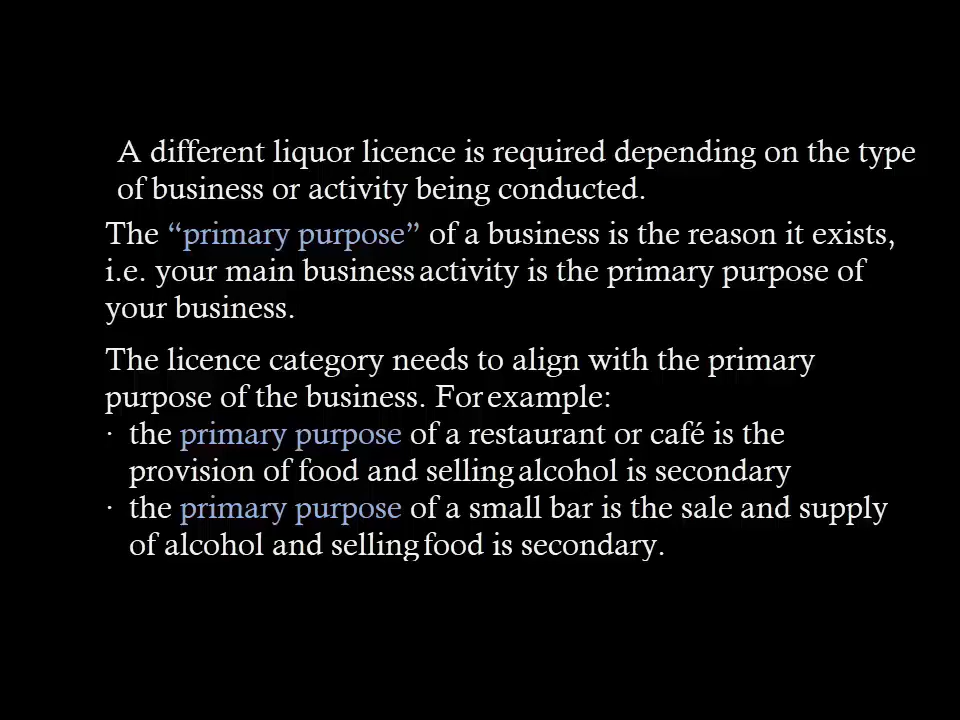 A different liquor licence is required depending on the type
of business or activity being conducted.
The “primary purpose” of a business is the reason it exists,
i.e. your main business activity is the primary purpose of
your business.
The licence category needs to align with the primary
purpose of the business. For example:
· the primary purpose of a restaurant or café is the
provision of food and selling alcohol is secondary
· the primary purpose of a small bar is the sale and supply
of alcohol and selling food is secondary.